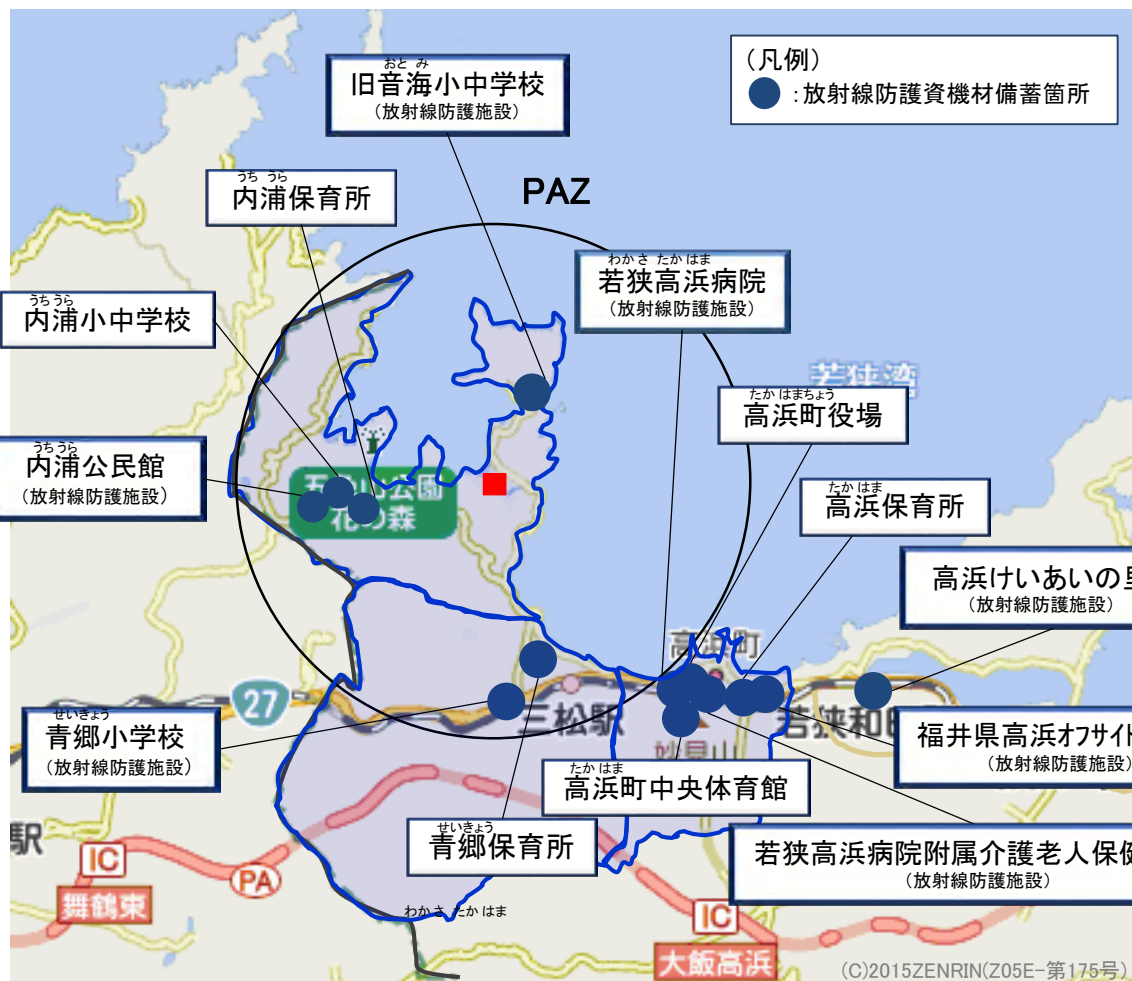 (凡例)
:放射線防護資機材備蓄箇所
おとみ
旧音海小中学校
(放射線防護施設)
PAZ
うちうら
内浦保育所
わかさ たかはま
若狭高浜病院
(放射線防護施設)
うちうら
内浦小中学校
若狭湾
たかはまちょう
高浜町役場
うちうら
内浦公民館
(放射線防護施設)
公園
花の森
たかはま
高浜保育所
高浜けいあいの
(放射線防護施設)
高浜町
27
せいきょう
青郷小学校
(放射線防護施設)
三松駅
若狭和
妙見山
福井県高浜オフサイト
(放射線防護施設)
たかはま
高浜町中央体育館
せいきょう
青郷保育所
若狭高浜病院附属介護老人保健
(放射線防護施設)
駅
IC
舞鶴東
PA
わかさ たかはま
IC
大飯高浜
(C)2015ZENRIN(Z05E-第175号)